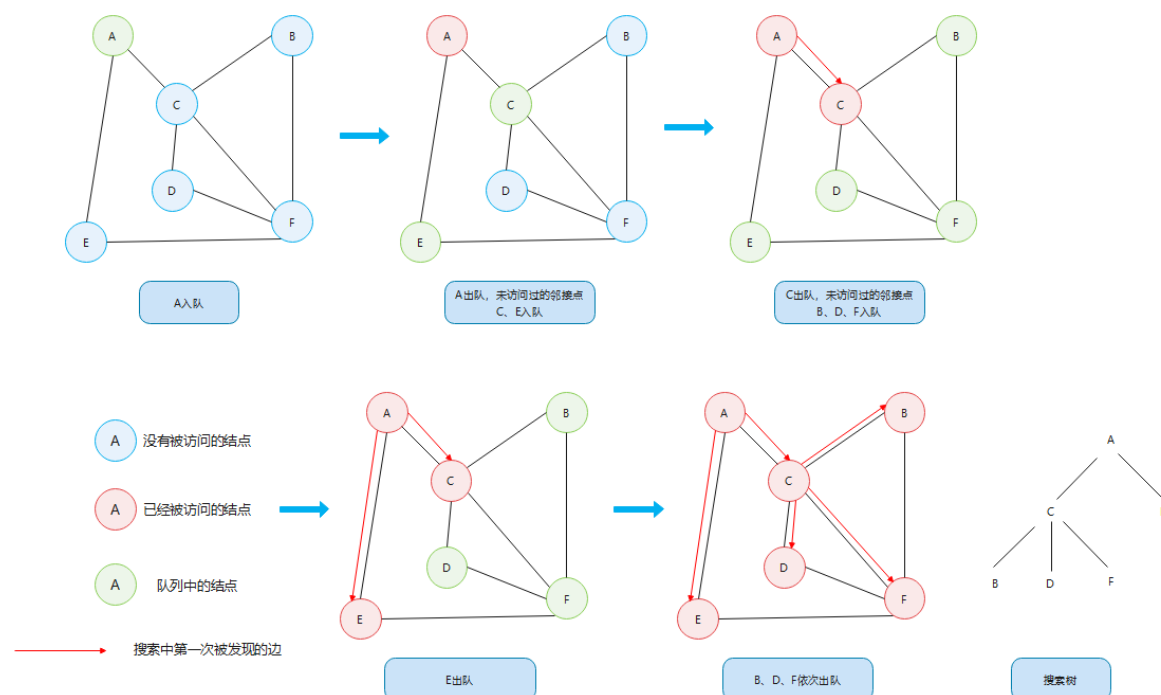 A
B
C
D
E
F
A
B
C
D
E
F
A
B
C
D
E
F
A入队
A出队，未访问过的邻接点
C、E入队
C出队，未访问过的邻接点
B、D、F入队
A 没有被访问的结点
A 已经被访问的结点
A 队列中的结点
搜索中第一次被发现的边
A
B
C
D
E
F
A
B
C
D
E
F
A
C
B D F
E出队
B、D、F依次出队
搜索树